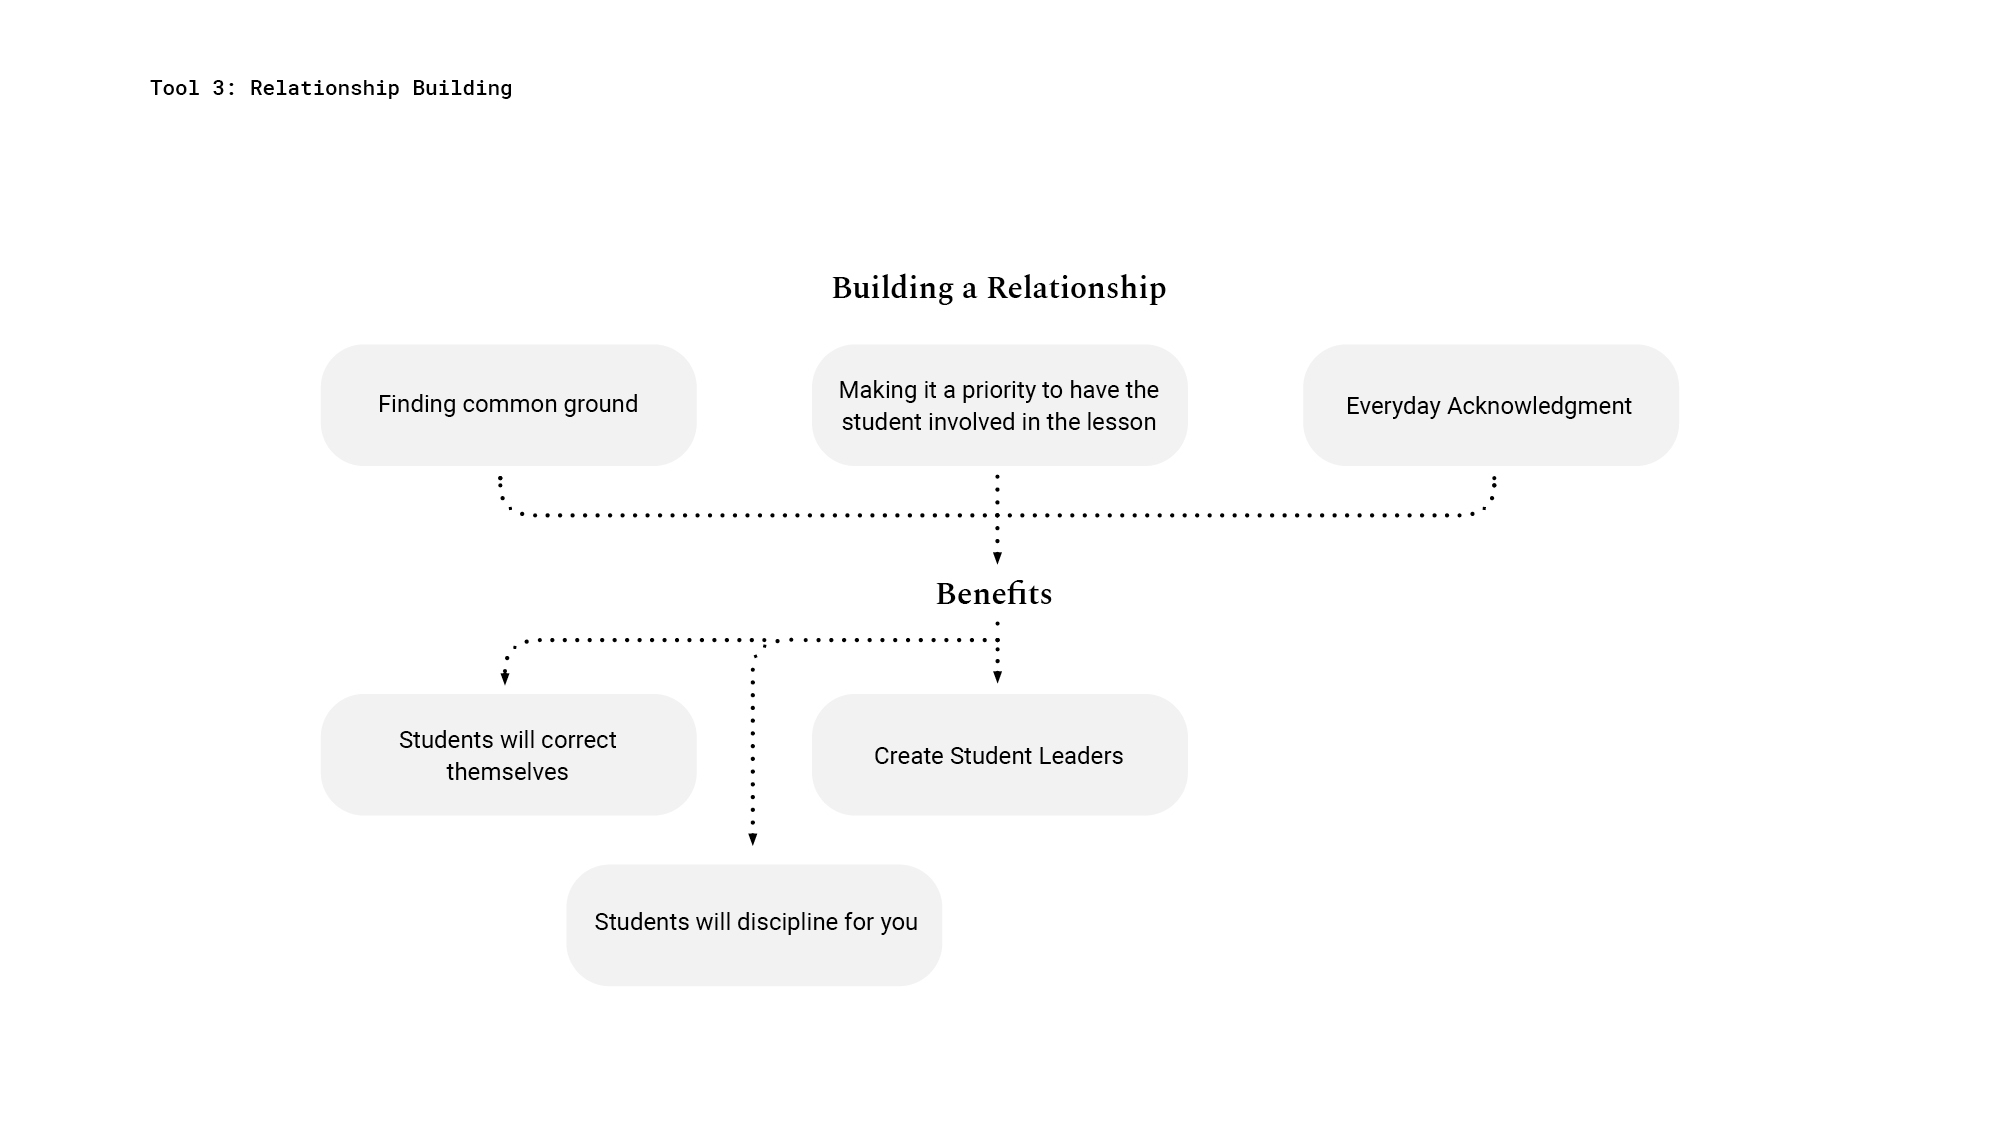 Tool 3: Relationship Building
Building a Relationship
Finding common ground
Making it a priority to have the
student involved in the lesson
Everyday Acknowledgment
Benefits
Students will correct
themselves
Create Student Leaders
Students will discipline for you